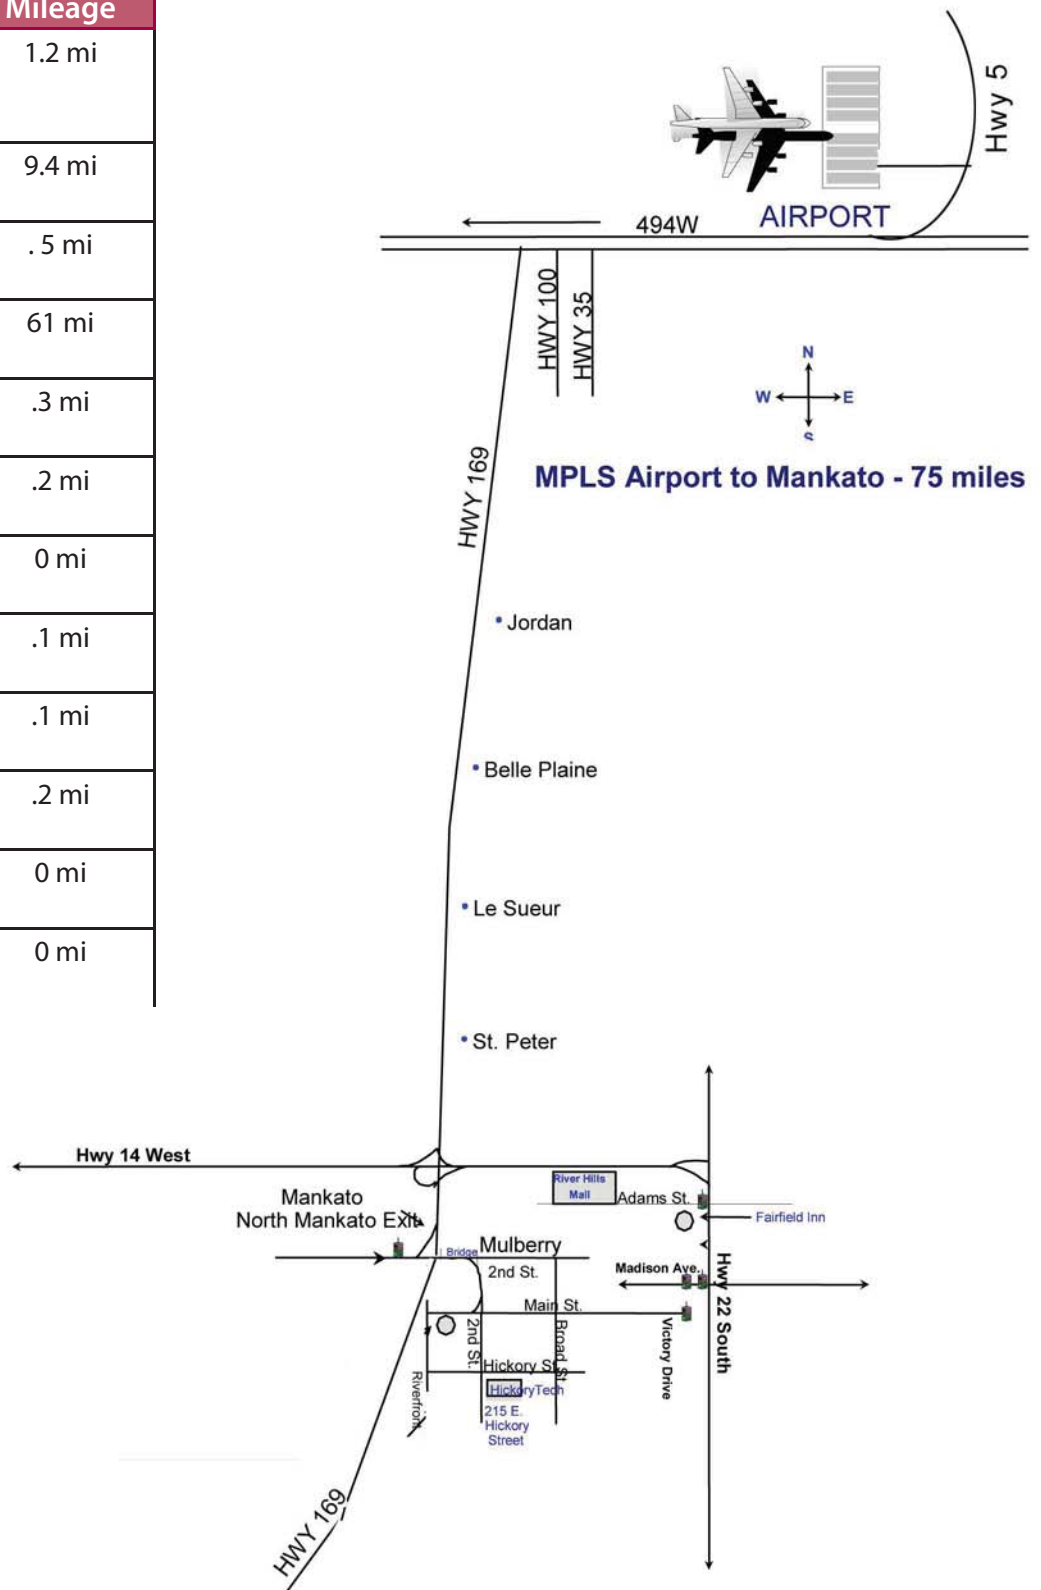 Mileage
1.2 mi
9.4 mi
. 5 mi
61 mi
.3 mi
.2 mi
0 mi
.1 mi
.1 mi
.2 mi
0 mi
0 mi
Hwy 5
AIRPORT
494W
HWY 100
HWY 35
N
W
E
S
MPLS Airport to Mankato - 75 miles
HWY 169
Jordan
Belle Plaine
Le Sueur
St. Peter
Hwy 14 West
River Hills
Mall
Adams St.
Mankato
North Mankato Exit
Fairfield Inn
Bridge
Mulberry
2nd St.
Madison Ave.
Hwy 22 South
Main St.
2nd St.
Broad St
Victory Drive
Hickory St
Riverfront
HickoryTech
215 E.
Hickory
Street
HWY 169